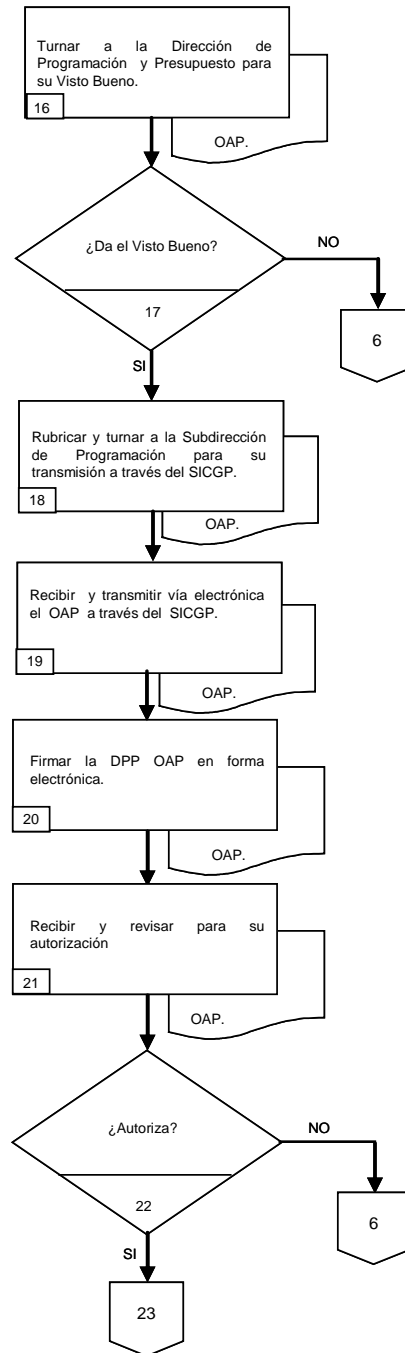 Turnar a la Dirección de
Programación y Presupuesto para
su Visto Bueno.
16
OAP.
¿Da el Visto Bueno?
NO
17
6
SI
Rubricar y turnar a la Subdirección
de Programación para su
transmisión a través del SICGP.
18
OAP.
Recibir y transmitir vía electrónica
el OAP a través del SICGP.
19
OAP.
Firmar la DPP OAP en forma
electrónica.
20
OAP.
Recibir y revisar para su
autorización
21
OAP.
¿Autoriza?
NO
22
6
SI
23